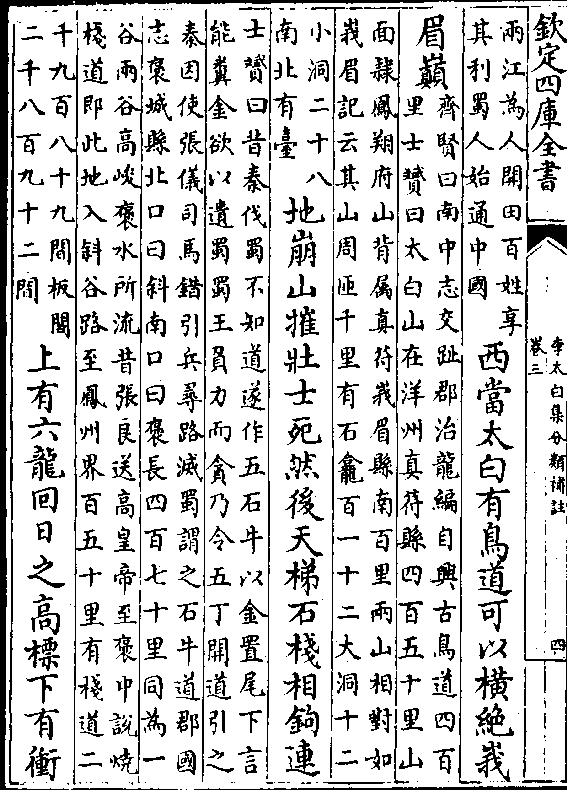 欽定四庫全書
李太白集分類補註
卷三
四
兩江為人開田百姓享
其利蜀人始通中國
西當太白有鳥道可以橫絶峩
眉巔
齊賢曰南中志交趾郡治龍編自興古鳥道四百
里士贇曰太白山在洋州真符縣四百五十里山
面隸鳳翔府山背属真符峩眉縣南百里兩山相對如
峩眉記云其山周匝千里有石龕百一十二大洞十二
小洞二十八
南北有臺
地崩山摧壯士死然後天梯石棧相鉤連
士贇曰昔秦伐蜀不知道遂作五石牛以金置尾下言
能糞金欲以遺蜀蜀王負力而貪乃令五丁開道引之
秦因使張儀司馬錯引兵尋路滅蜀謂之石牛道郡國
志褒城縣北口曰斜南口曰褒長四百七十里同為一
谷兩谷高峻褒水所流昔張良送高皇帝至褒中說燒
棧道即此地入斜谷路至鳳州界百五十里有棧道二
千九百八十九閣板閣
二千八百九十二間
上有六龍回日之高標下有衝